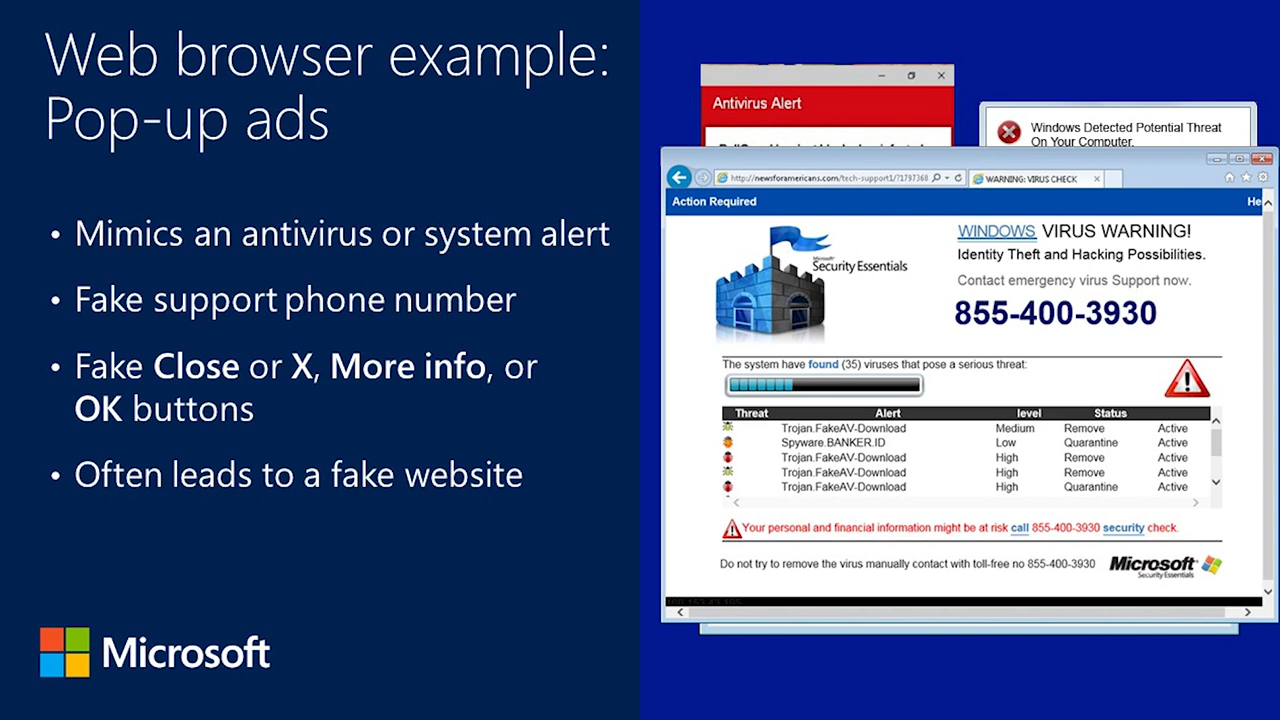 Web browser example:
Pop-up ads
• Mimics an antivirus or system alert
• Fake support phone number
• Fake Close or X, More info, or
OK buttons
• Often leads to a fake website
Microsoft
Antivirus Alert
Windows Detected Potential Threat
On Your Computer.
http://newsforamericans.com/tech-support1/?1797368
WARNING: VIRUS CHECK
Action Required
He
Microsoft
Security Essentials
WINDOWS VIRUS WARNING!
Identity Theft and Hacking Possibilities.
Contact emergency virus Support now.
855-400-3930
The system have found (35) viruses that pose a serious threat:
Threat Alert level Status
Trojan.FakeAV-Download Medium Remove Active
Spyware.BANKER.ID Low Quarantine Active
Trojan.FakeAV-Download High Quarantine Active
Trojan.FakeAV-Download High Remove Active
Trojan.FakeAV-Download High Quarantine Active
Your personal and financial information might be at risk call 855-400-3930 security check.
Do not try to remove the virus manually contact with toll-free no 855-400-3930
Microsoft
Security Essentials